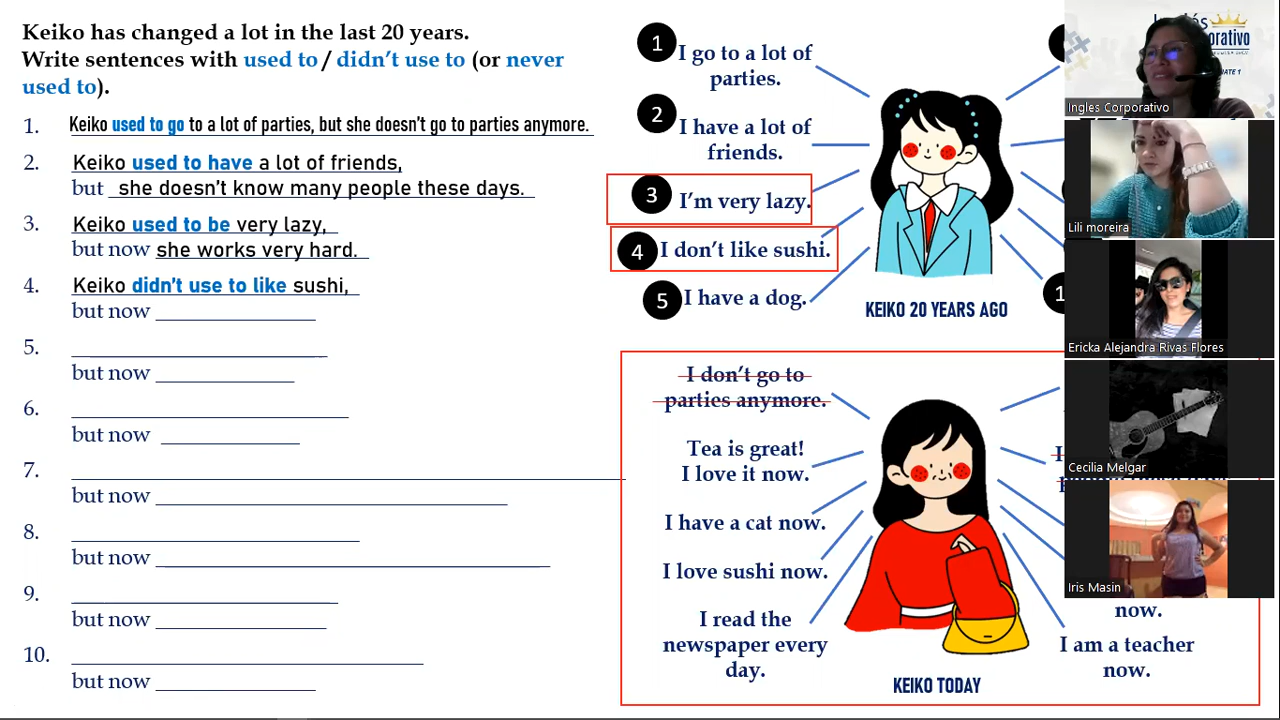 Keiko has changed a lot in the last 20 years.
Write sentences with used to / didn’t use to (or never
used to).
1. Keiko used to go to a lot of parties, but she doesn’t go to parties anymore.
2. Keiko used to have a lot of friends,
but she doesn’t know many people these days.
3. Keiko used to be very lazy,
but now she works very hard.
4. Keiko didn’t use to like sushi,
but now
5.
but now
6.
but now
7.
but now
8.
but now
9.
but now
10.
but now
1
I go to a lot of
parties.
2
I have a lot of
friends.
3 I’m very lazy.
4 I don’t like sushi.
5 I have a dog.
KEIKO 20 YEARS AGO
I don’t go to
parties anymore.
Tea is great!
I love it now.
I have a cat now.
I love sushi now.
I read the
newspaper every
day.
now.
I am a teacher
now.
KEIKO TODAY
Ingles Corporativo
Lili moreira
Ericka Alejandra Rivas Flores
Cecilia Melgar
Iris Masin